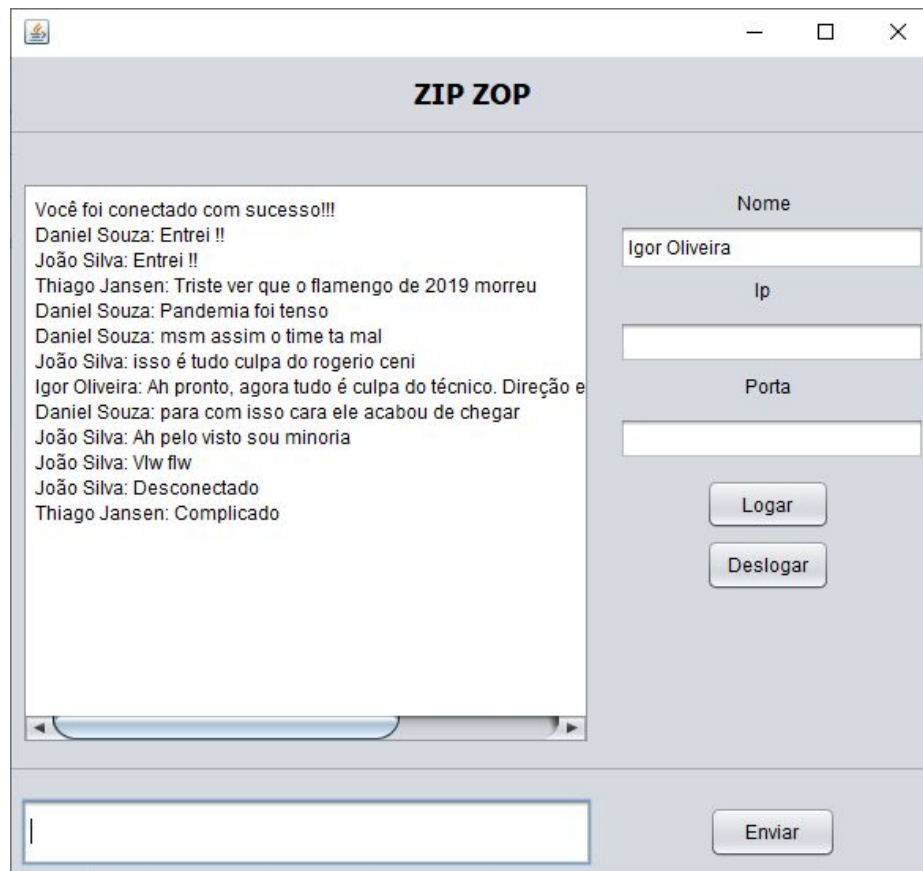 ZIP ZOP
Você foi conectado com sucesso!!!
Daniel Souza: Entrei !!
João Silva: Entrei !!
Thiago Jansen: Triste ver que o flamengo de 2019 morreu
Daniel Souza: Pandemia foi tenso
Daniel Souza: msm assim o time ta mal
João Silva: isso é tudo culpa do rogerio ceni
Igor Oliveira: Ah pronto, agora tudo é culpa do técnico. Direção e
Daniel Souza: para com isso cara ele acabou de chegar
João Silva: Ah pelo visto sou minoria
João Silva: Vlw flw
João Silva: Desconectado
Thiago Jansen: Complicado
Nome
Igor Oliveira
Ip
Porta
Logar
Deslogar
Enviar